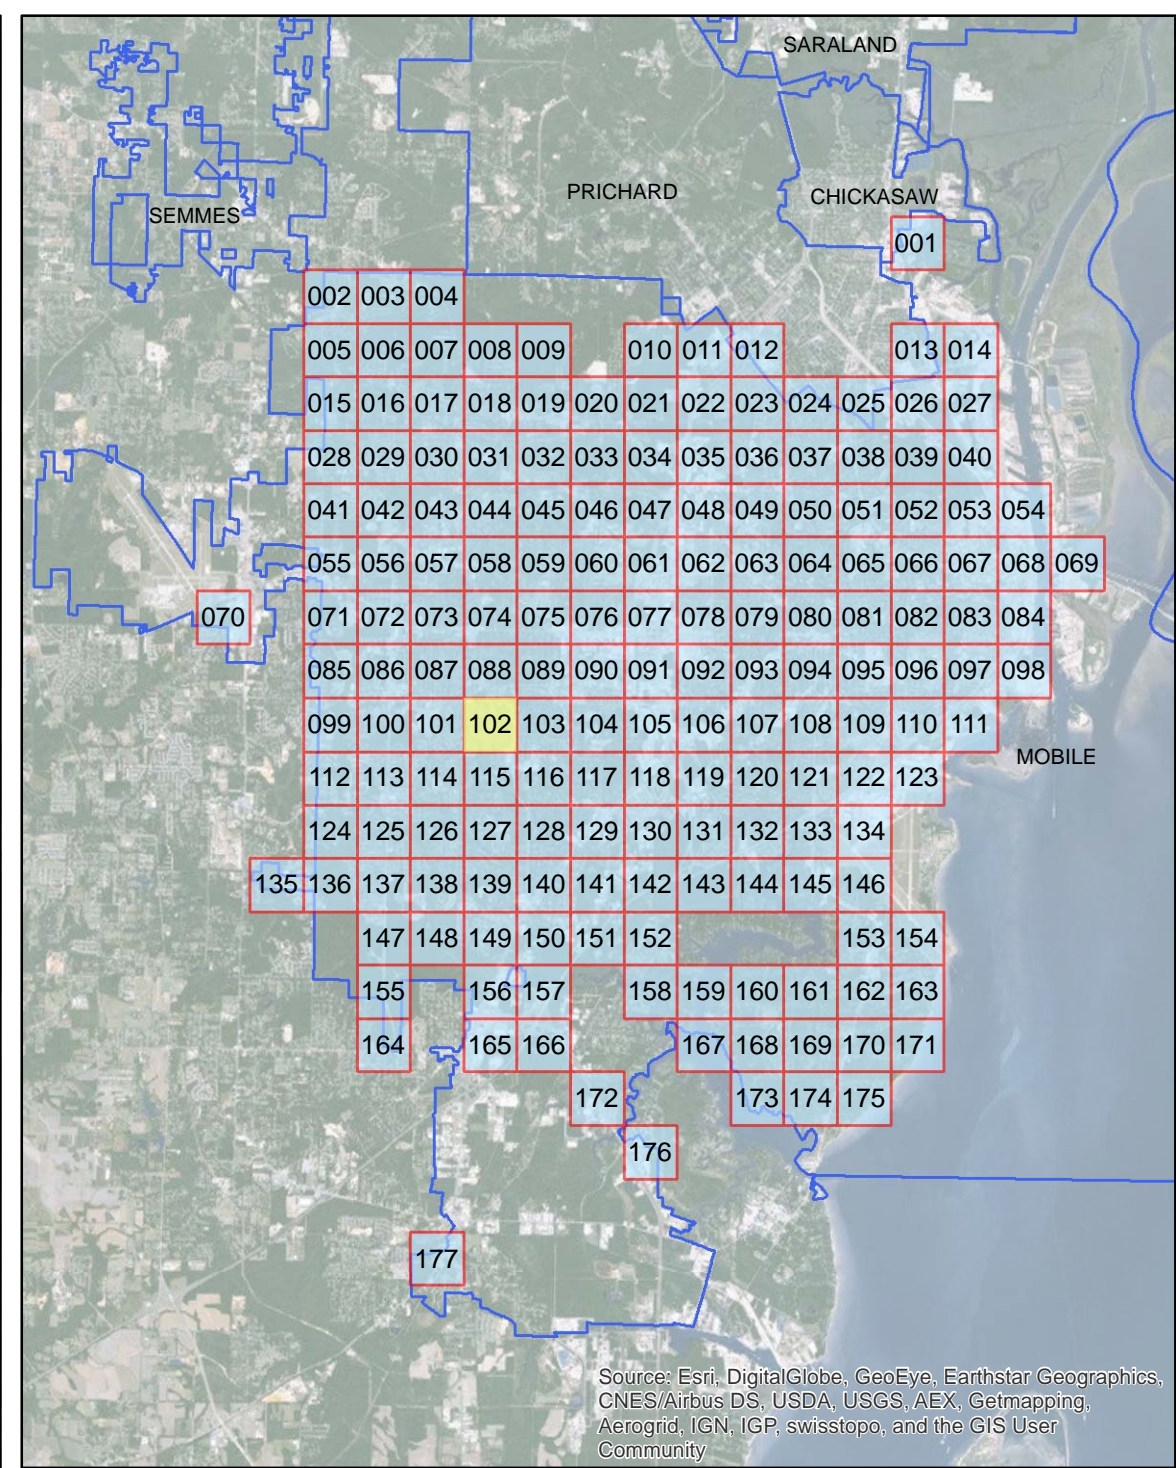 SARALAND
PRICHARD
CHICKASAW
SEMMES
001
002 003 004
005 006 007 008 009 010 011 012 013 014
015 016 017 018 019 020 021 022 023 024 025 026 027
028 029 030 031 032 033 034 035 036 037 038 039 040
041 042 043 044 045 046 047 048 049 050 051 052 053 054
055 056 057 058 059 060 061 062 063 064 065 066 067 068 069
070 071 072 073 074 075 076 077 078 079 080 081 082 083 084
085 086 087 088 089 090 091 092 093 094 095 096 097 098
099 100 101 102 103 104 105 106 107 108 109 110 111
MOBILE
112 113 114 115 116 117 118 119 120 121 122 123
124 125 126 127 128 129 130 131 132 133 134
135 136 137 138 139 140 141 142 143 144 145 146
147 148 149 150 151 152 153 154
155 156 157 158 159 160 161 162 163
164 165 166 167 168 169 170 171
172 173 174 175
176
177
Source: Esri, DigitalGlobe, GeoEye, Earthstar Geographics,
CNES/Airbus DS, USDA, USGS, AEX, Getmapping,
Aerogrid, IGN, IGP, swisstopo, and the GIS User
Community